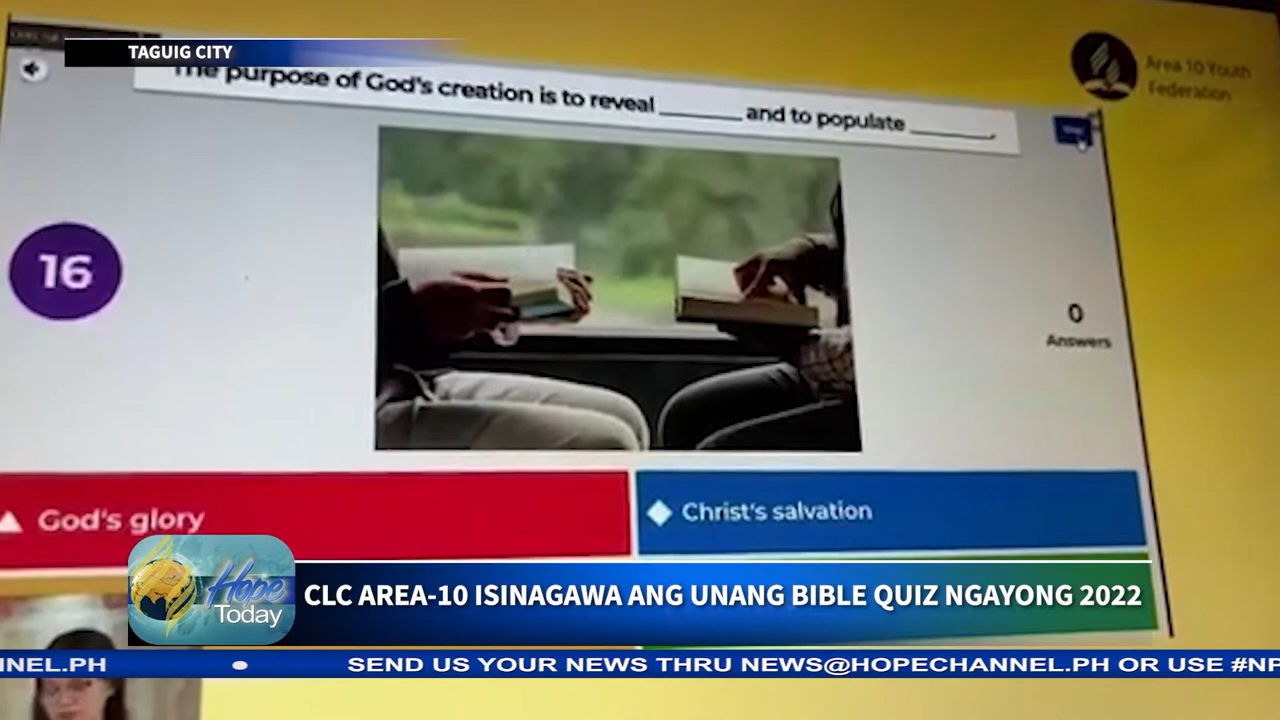 TAGUIG CITY
The purpose of God's creation is to reveal ______ and to populate ______.
Area 10 Youth
Federation
16
0
Answers
God's glory
Christ's salvation
Hope
Today
CLC AREA-10 ISINAGAWA ANG UNANG BIBLE QUIZ NGAYONG 2022
NNEL.PH • SEND US YOUR NEWS THRU NEWS@HOPECHANNEL.PH OR USE #NP